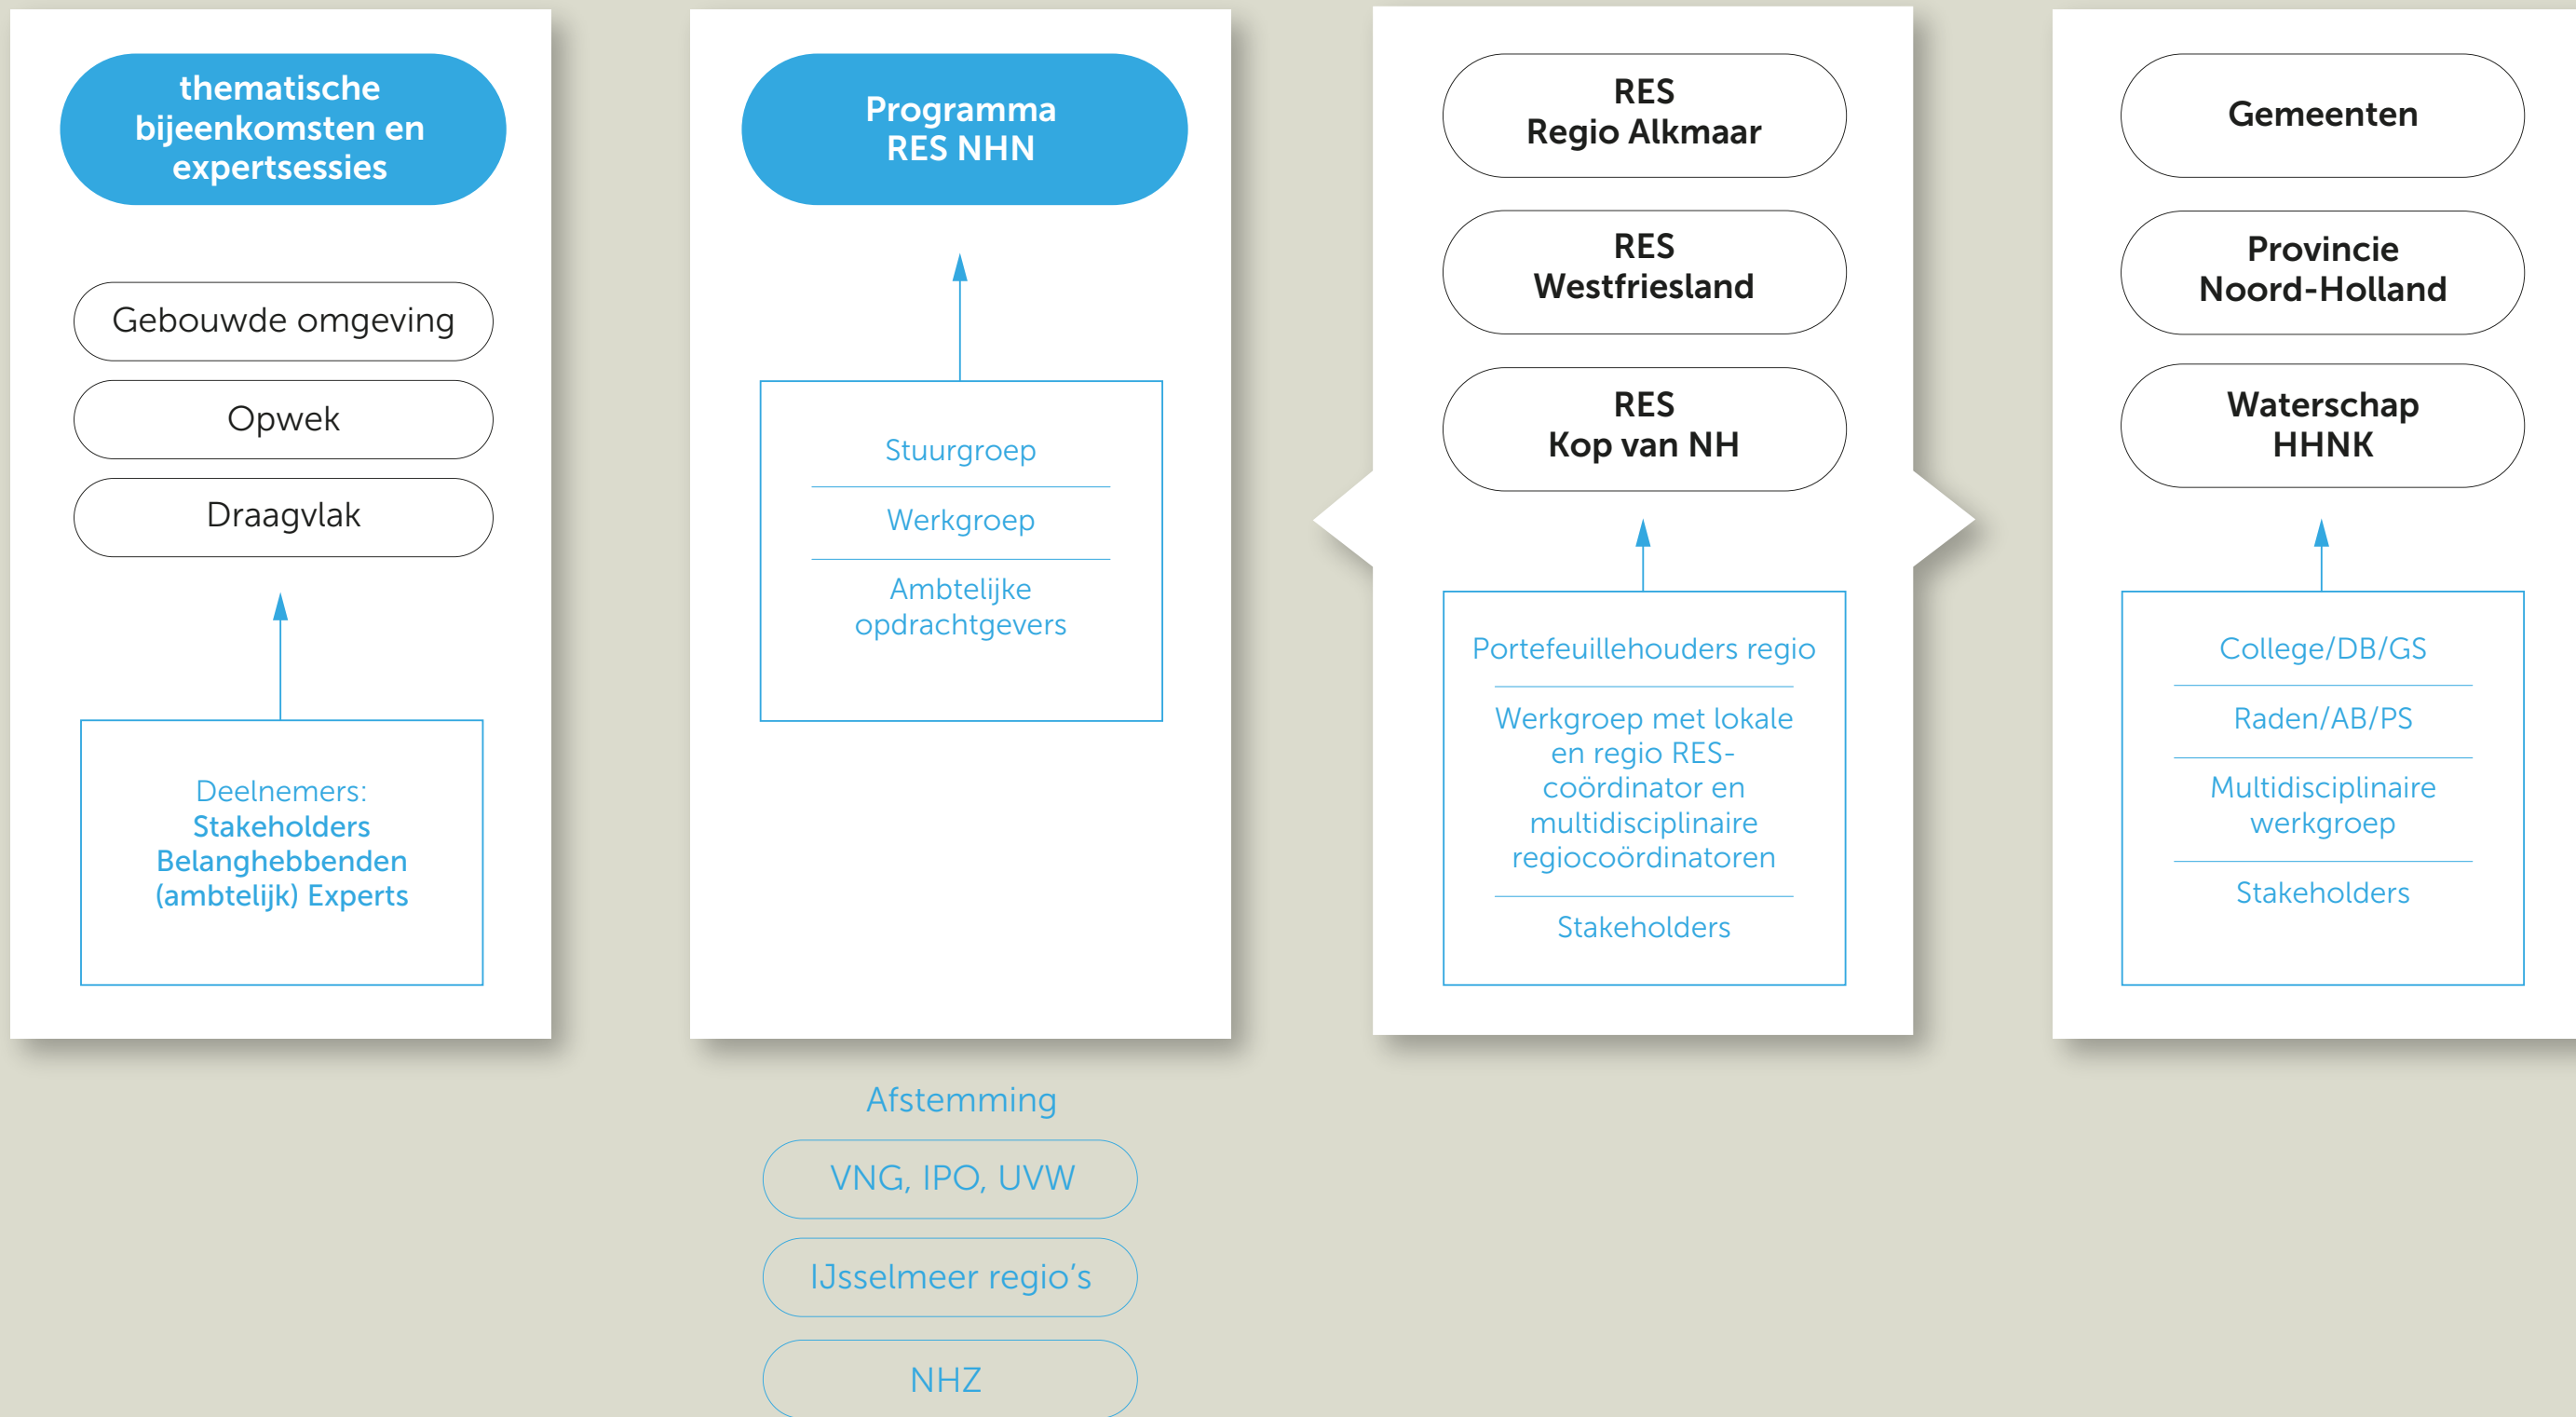 thematische
bijeenkomsten en
expertsessies
Gebouwde omgeving
Opwek
Draagvlak
Deelnemers:
Stakeholders
Belanghebbenden
(ambtelijk) Experts
Programma
RES NHN
Stuurgroep
Werkgroep
Ambtelijke
opdrachtgevers
Afstemming
VNG, IPO, UVW
IJsselmeer regio’s
NHZ
RES
Regio Alkmaar
RES
Westfriesland
RES
Kop van NH
Portefeuillehouders regio
Werkgroep met lokale
en regio RES-
coördinator en
multidisciplinaire
regiocoördinatoren
Stakeholders
Gemeenten
Provincie
Noord-Holland
Waterschap
HHNK
College/DB/GS
Raden/AB/PS
Multidisciplinaire
werkgroep
Stakeholders